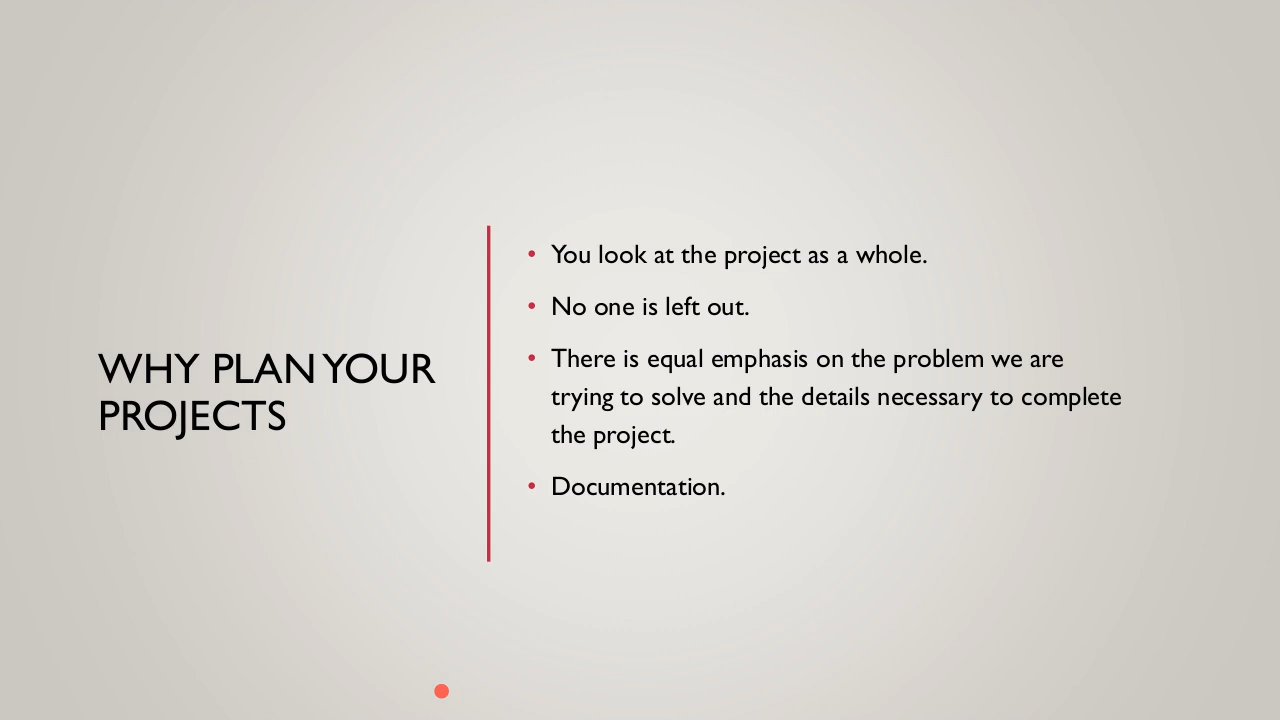 WHY PLAN YOUR
PROJECTS
• You look at the project as a whole.
• No one is left out.
• There is equal emphasis on the problem we are
trying to solve and the details necessary to complete
the project.
• Documentation.